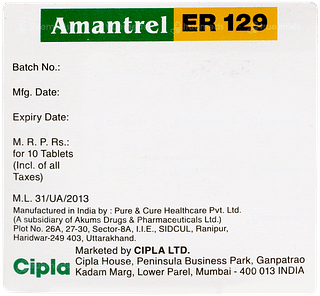 Amantrel ER 129
Batch No.:
Mfg. Date:
Expiry Date:
M. R. P. Rs.:
for 10 Tablets
(Incl. of all
Taxes)
M.L. 31/UA/2013
Manufactured in India by : Pure & Cure Healthcare Pvt. Ltd.
(A subsidiary of Akums Drugs & Pharmaceuticals Ltd.)
Plot No. 26A, 27-30, Sector-8A, I.I.E., SIDCUL, Ranipur,
Haridwar-249 403, Uttarakhand.
Cipla
Marketed by CIPLA LTD.
Cipla House, Peninsula Business Park, Ganpatrao
Kadam Marg, Lower Parel, Mumbai - 400 013 INDIA